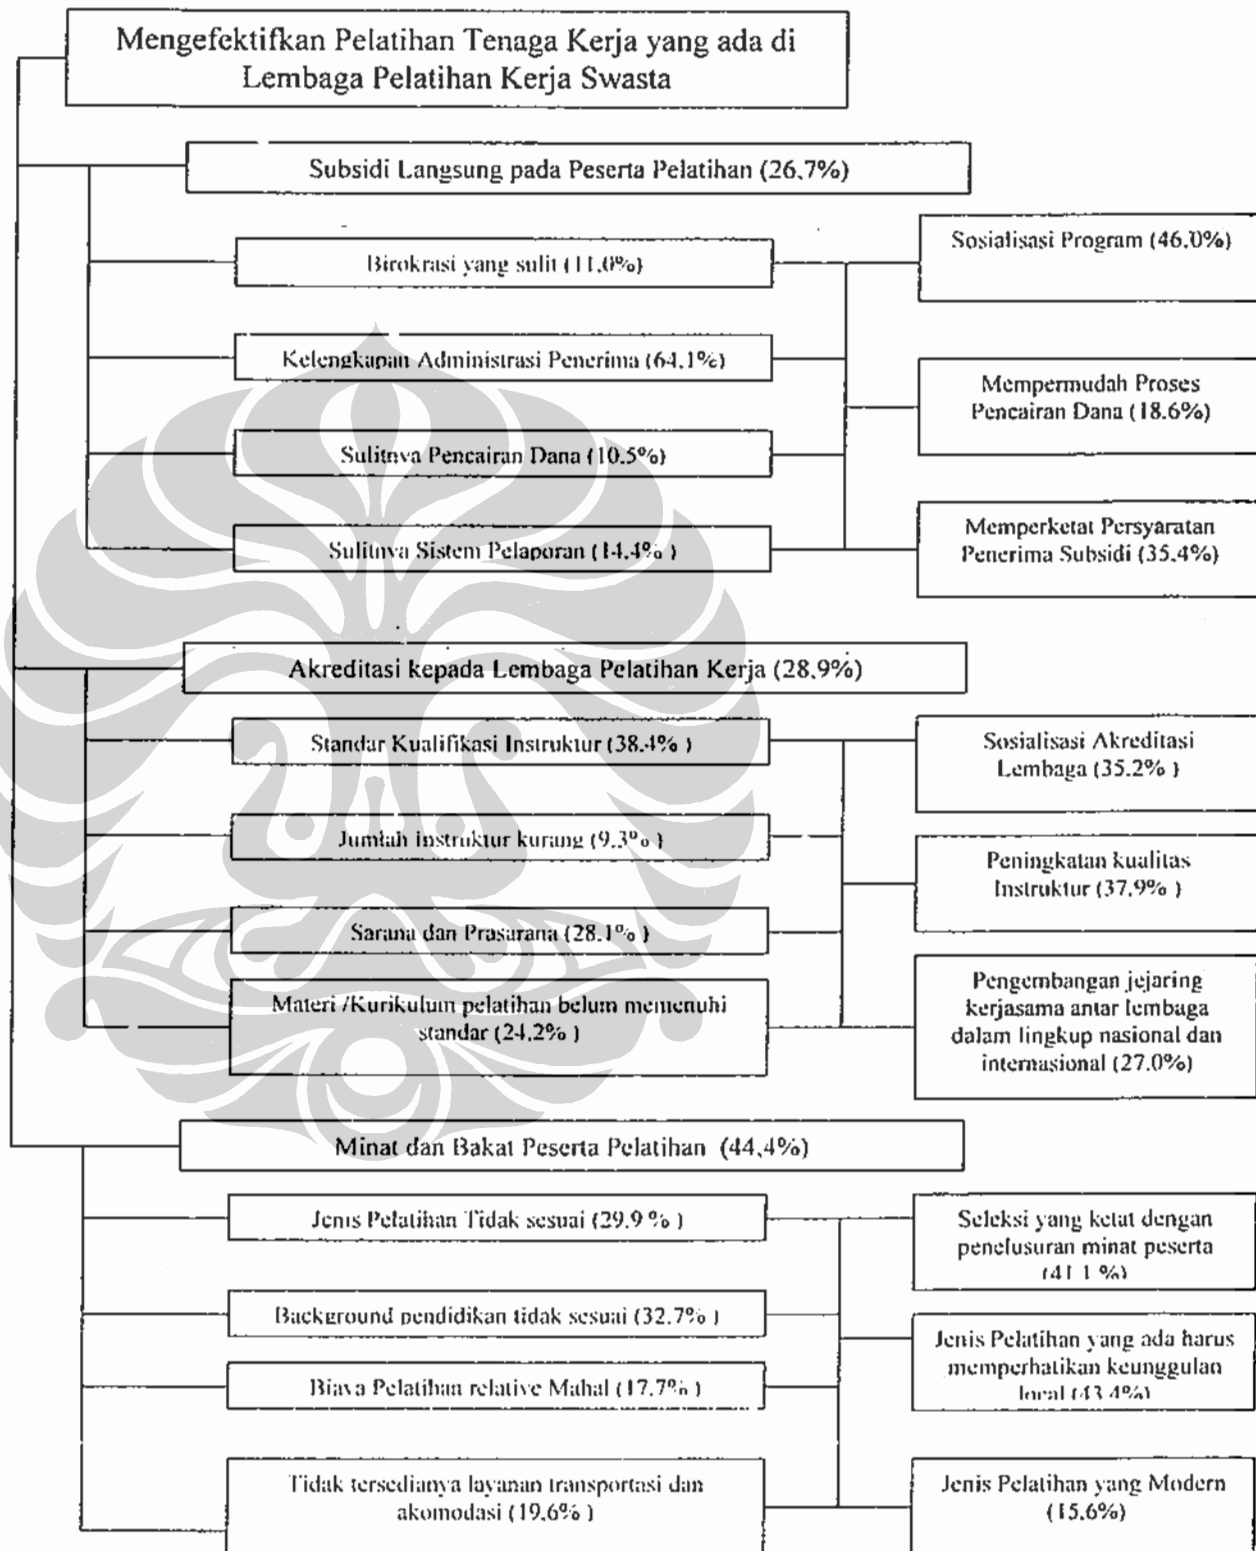 Mengefektifkan Pelatihan Tenaga Kerja yang ada di
Lembaga Pelatihan Kerja Swasta
Subsidi Langsung pada Peserta Pelatihan (26,7%)
Birokrasi yang sulit (11.0%)
Kelengkapan Administrasi Penerima (64,1%)
Sulitnya Pencairan Dana (10.5%)
Sulitnya Sistem Pelaporan (14.4% )
Sosialisasi Program (46.0%)
Mempermudah Proses
Pencairan Dana (18.6%)
Memperketat Persyaratan
Penerima Subsidi (35.4%)
Akreditasi kepada Lembaga Pelatihan Kerja (28,9%)
Standar Kualifikasi Instruktur (38.4% )
Jumlah instruktur kurang (9.3% )
Sarana dan Prasarana (28.1% )
Materi /Kurikulum pelatihan belum memenuhi
standar (24.2% )
Sosialisasi Akreditasi
Lembaga (35.2% )
Peningkatan kualitas
Instruktur (37,9% )
Pengembangan jejaring
kerjasama antar lembaga
dalam lingkup nasional dan
internasional (27.0%)
Minat dan Bakat Peserta Pelatihan (44,4%)
Jenis Pelatihan Tidak sesuai (29.9 % )
Background pendidikan tidak sesuai (32.7% )
Biaya Pelatihan relative Mahal (17.7% )
Tidak tersedianya layanan transportasi dan
akomodasi (19.6% )
Seleksi yang ketat dengan
penelusuran minat peserta
(41.1 %)
Jenis Pelatihan yang ada harus
memperhatikan keunggulan
local (43.4%)
Jenis Pelatihan yang Modern
(15.6%)